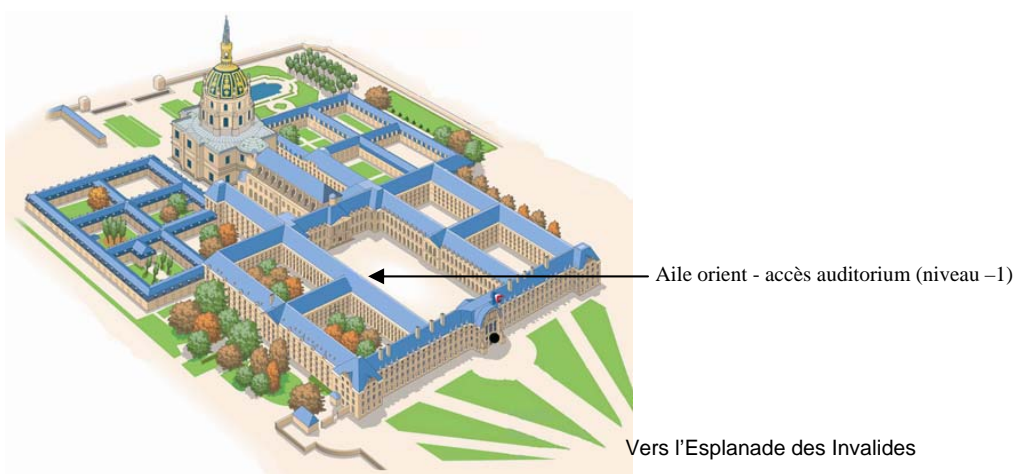 Aile orient - accès auditorium (niveau –1)
Vers l’Esplanade des Invalides